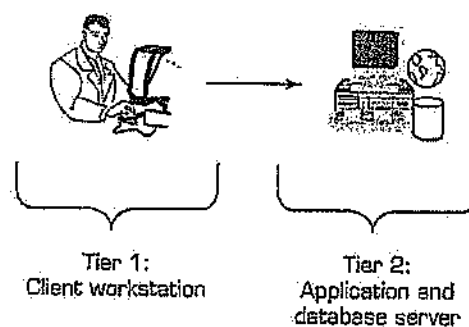 Tier 1:
Client workstation
Tier 2:
Application and
database server